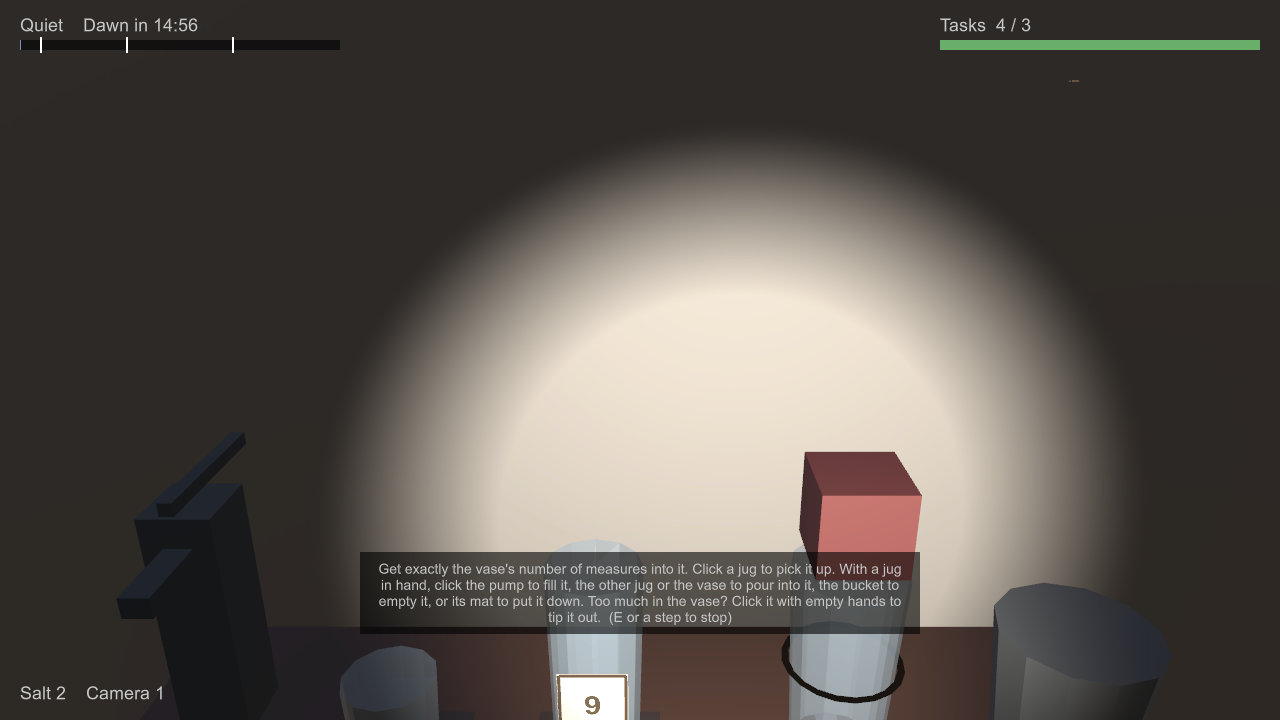 Quiet Dawn in 14:56
Tasks 4 / 3
Get exactly the vase's number of measures into it. Click a jug to pick it up. With a jug
in hand, click the pump to fill it, the other jug or the vase to pour into it, the bucket to
empty it, or its mat to put it down. Too much in the vase? Click it with empty hands to
tip it out. (E or a step to stop)
Salt 2 Camera 1
9